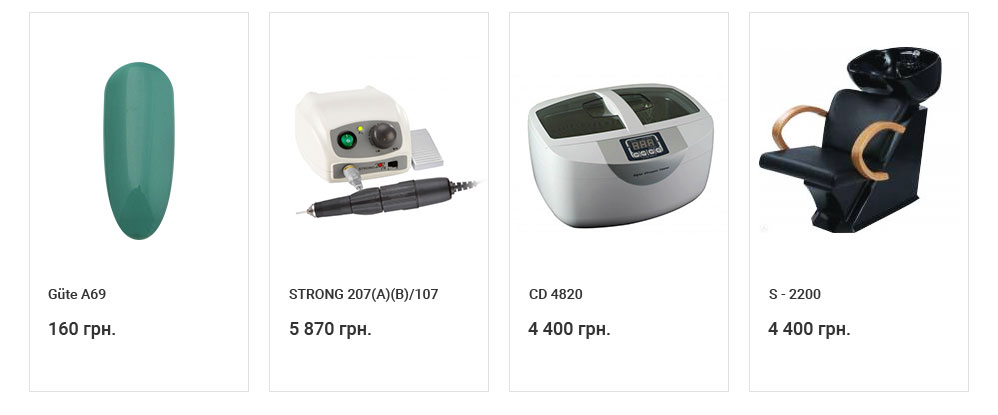 Güte A69
160 грн.
STRONG 207(A)(B)/107
5 870 грн.
CD 4820
4 400 грн.
S - 2200
4 400 грн.